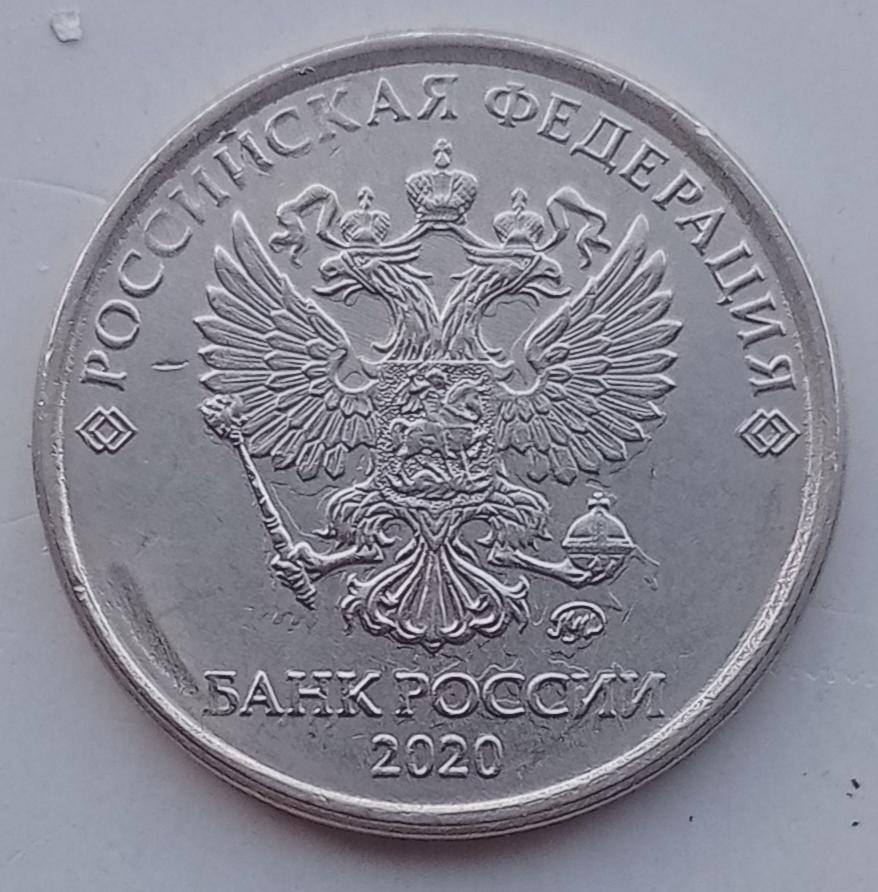 РОССИЙСКАЯ ФЕДЕРАЦИЯ
ММД
БАНК РОССИИ
2020